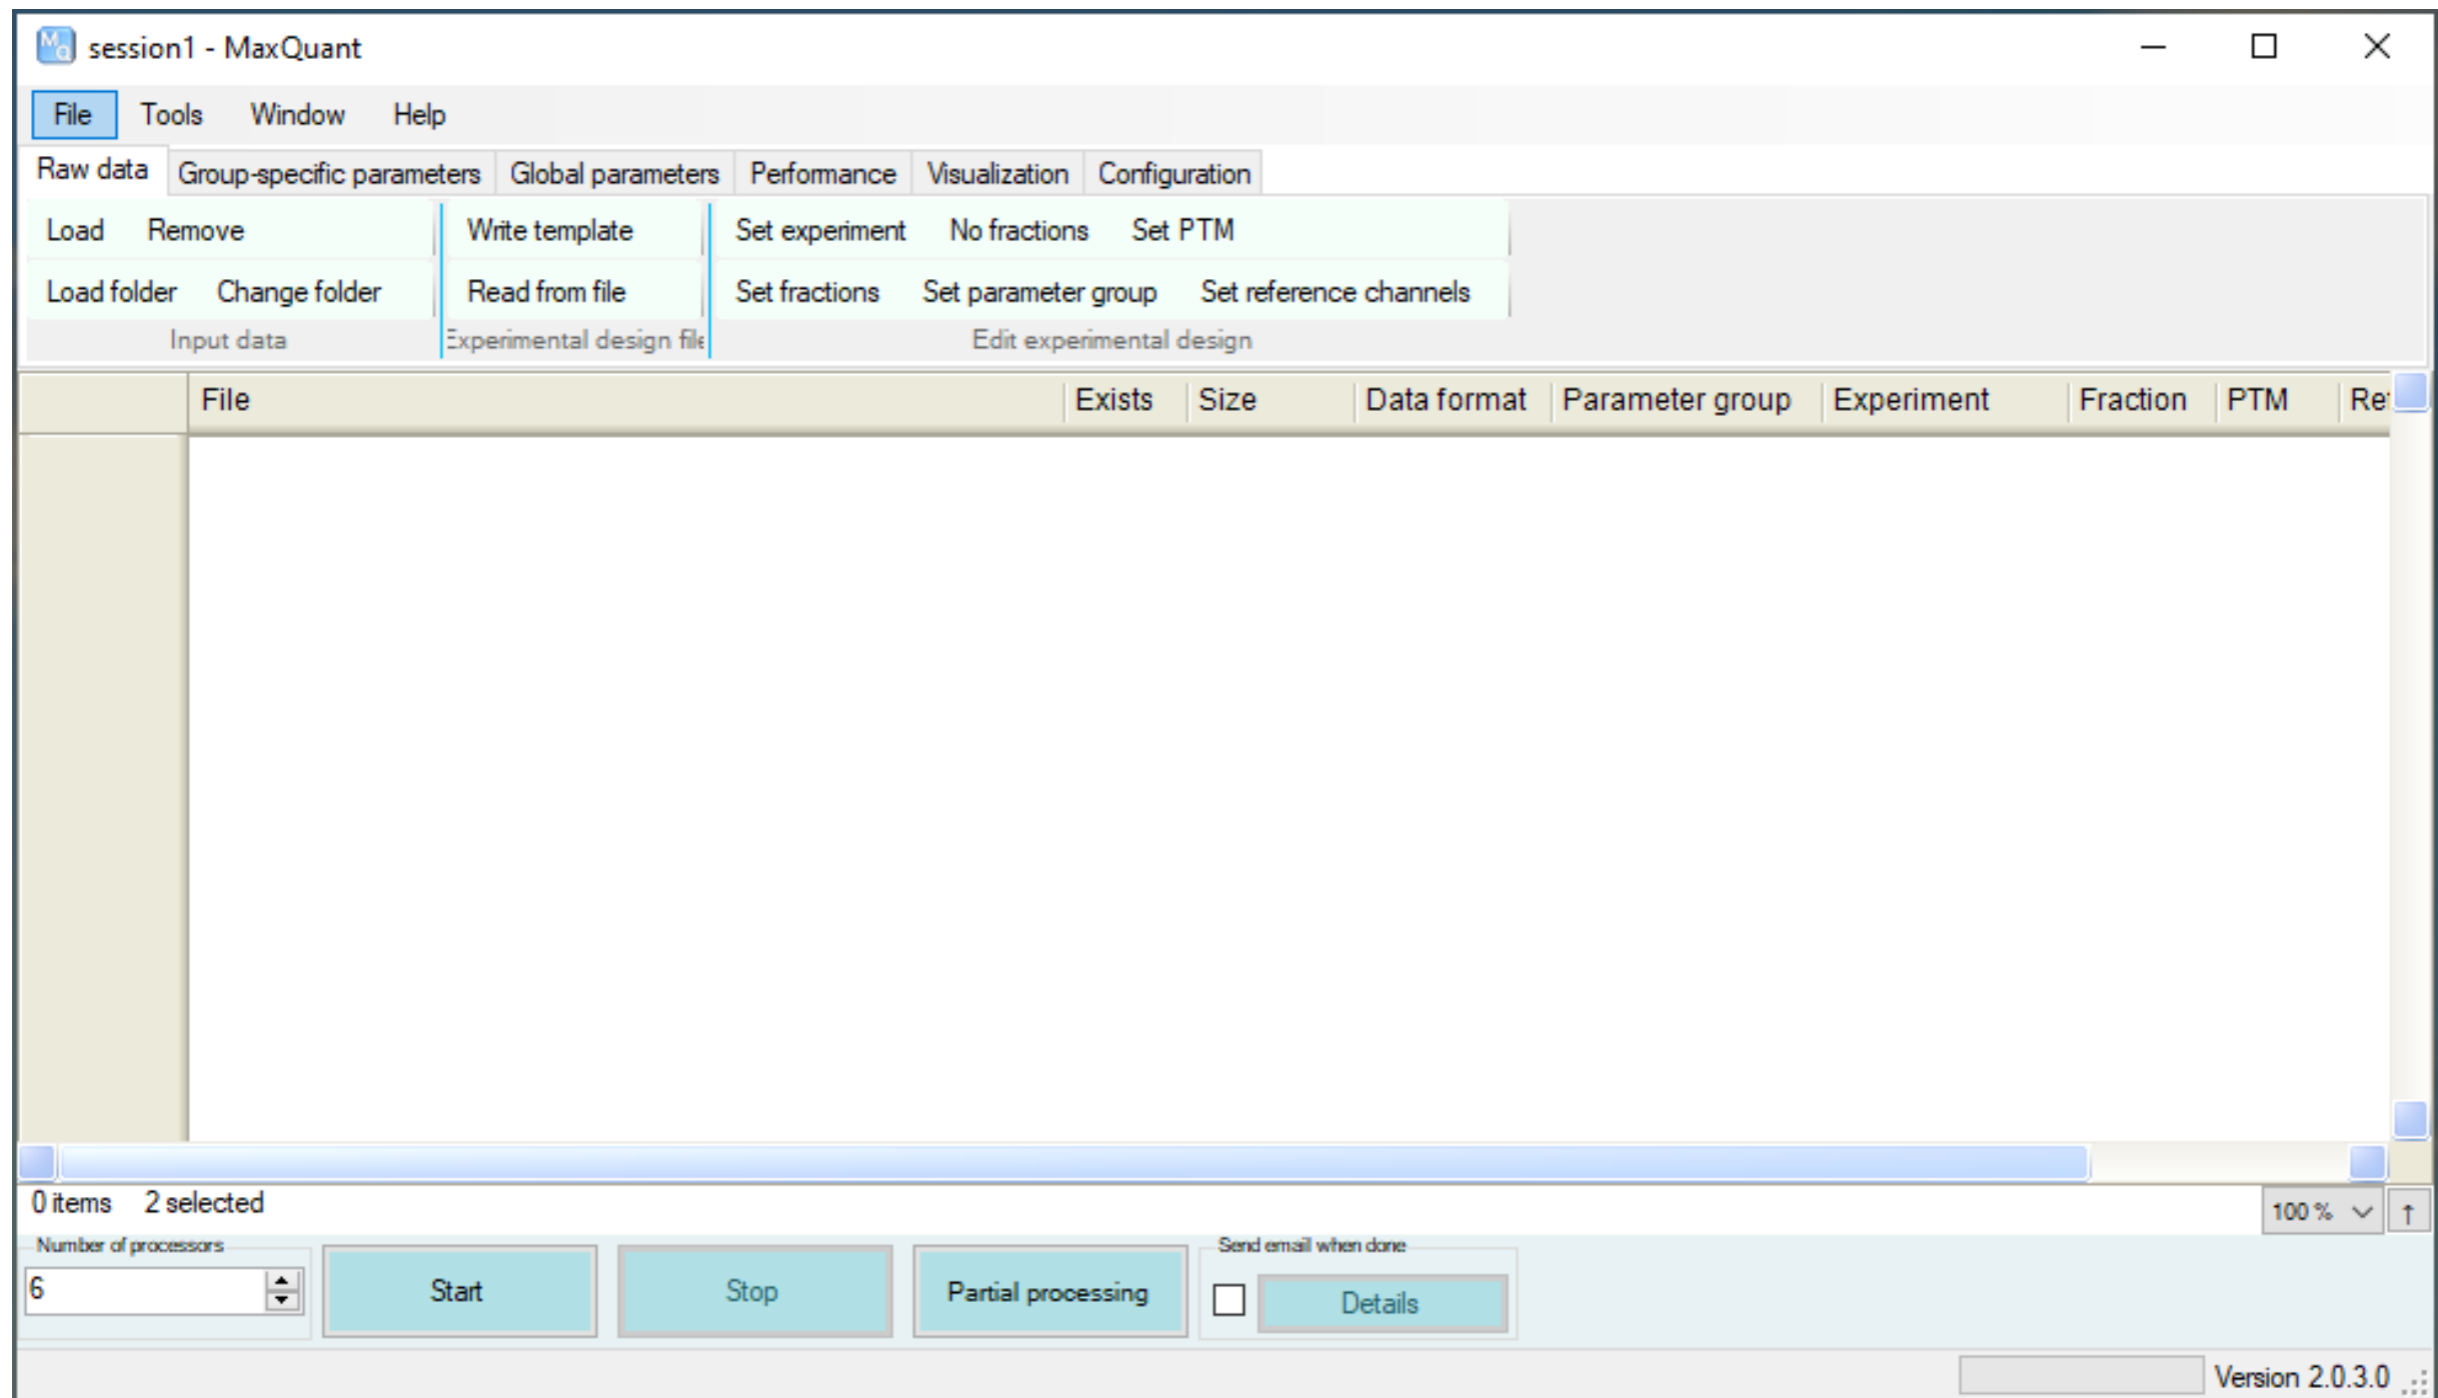 session1 - MaxQuant
File Tools Window Help
Raw data Group-specific parameters Global parameters Performance Visualization Configuration
Load Remove Write template Set experiment No fractions Set PTM
Load folder Change folder Read from file Set fractions Set parameter group Set reference channels
Input data Experimental design file Edit experimental design
File Exists Size Data format Parameter group Experiment Fraction PTM
0 items 2 selected 100 % ↑
Number of processors Send email when done
6 Start Stop Partial processing Details
Version 2.0.3.0